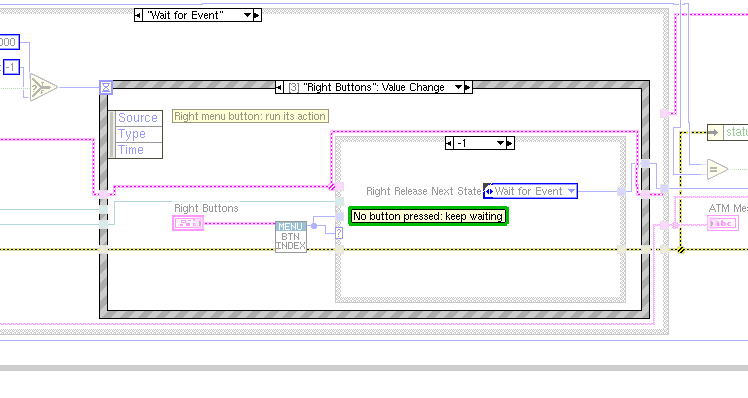 "Wait for Event"
000
-1
[3] "Right Buttons": Value Change
Source
Type
Time
Right menu button: run its action
-1
Right Release Next State
Wait for Event
Right Buttons
No button pressed: keep waiting
MENU
BTN
INDEX
?
statu
=
ATM Me
abc